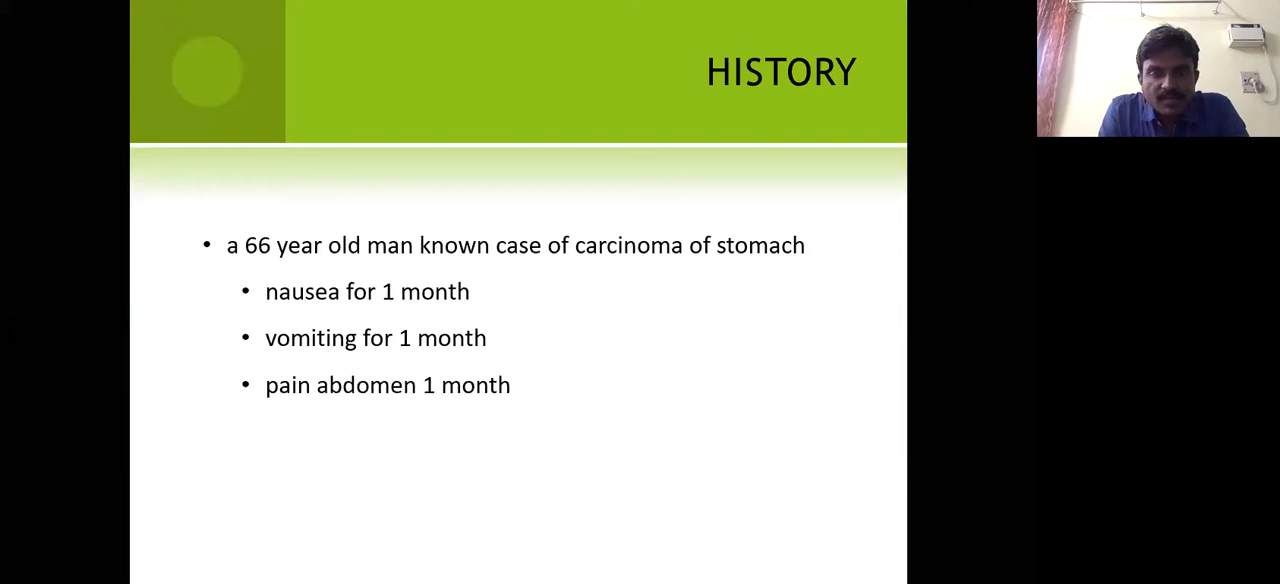 HISTORY
• a 66 year old man known case of carcinoma of stomach
• nausea for 1 month
• vomiting for 1 month
• pain abdomen 1 month